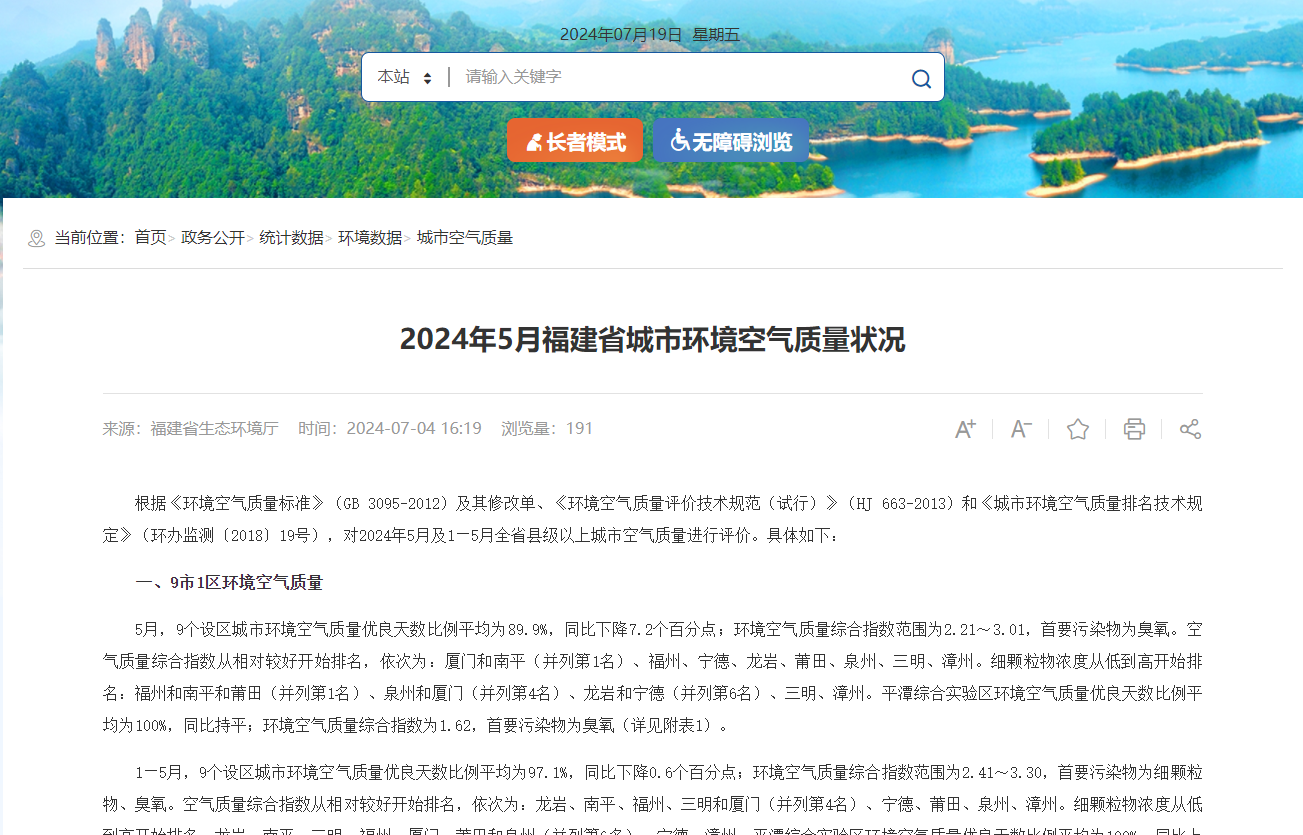 2024年07月19日 星期五
本站 请输入关键字
长者模式 无障碍浏览
当前位置：首页> 政务公开> 统计数据> 环境数据> 城市空气质量
2024年5月福建省城市环境空气质量状况
来源：福建省生态环境厅 时间：2024-07-04 16:19 浏览量：191 A+ A-
根据《环境空气质量标准》（GB 3095-2012）及其修改单、《环境空气质量评价技术规范（试行）》（HJ 663-2013）和《城市环境空气质量排名技术规
定》（环办监测〔2018〕19号），对2024年5月及1—5月全省县级以上城市空气质量进行评价。具体如下：
一、9市1区环境空气质量
5月，9个设区城市环境空气质量优良天数比例平均为89.9%，同比下降7.2个百分点；环境空气质量综合指数范围为2.21～3.01，首要污染物为臭氧。空
气质量综合指数从相对较好开始排名，依次为：厦门和南平（并列第1名）、福州、宁德、龙岩、莆田、泉州、三明、漳州。细颗粒物浓度从低到高开始排
名：福州和南平和莆田（并列第1名）、泉州和厦门（并列第4名）、龙岩和宁德（并列第6名）、三明、漳州。平潭综合实验区环境空气质量优良天数比例平
均为100%，同比持平；环境空气质量综合指数为1.62，首要污染物为臭氧（详见附表1）。
1—5月，9个设区城市环境空气质量优良天数比例平均为97.1%，同比下降0.6个百分点；环境空气质量综合指数范围为2.41～3.30，首要污染物为细颗粒
物、臭氧。空气质量综合指数从相对较好开始排名，依次为：龙岩、南平、福州、三明和厦门（并列第4名）、宁德、莆田、泉州、漳州。细颗粒物浓度从低